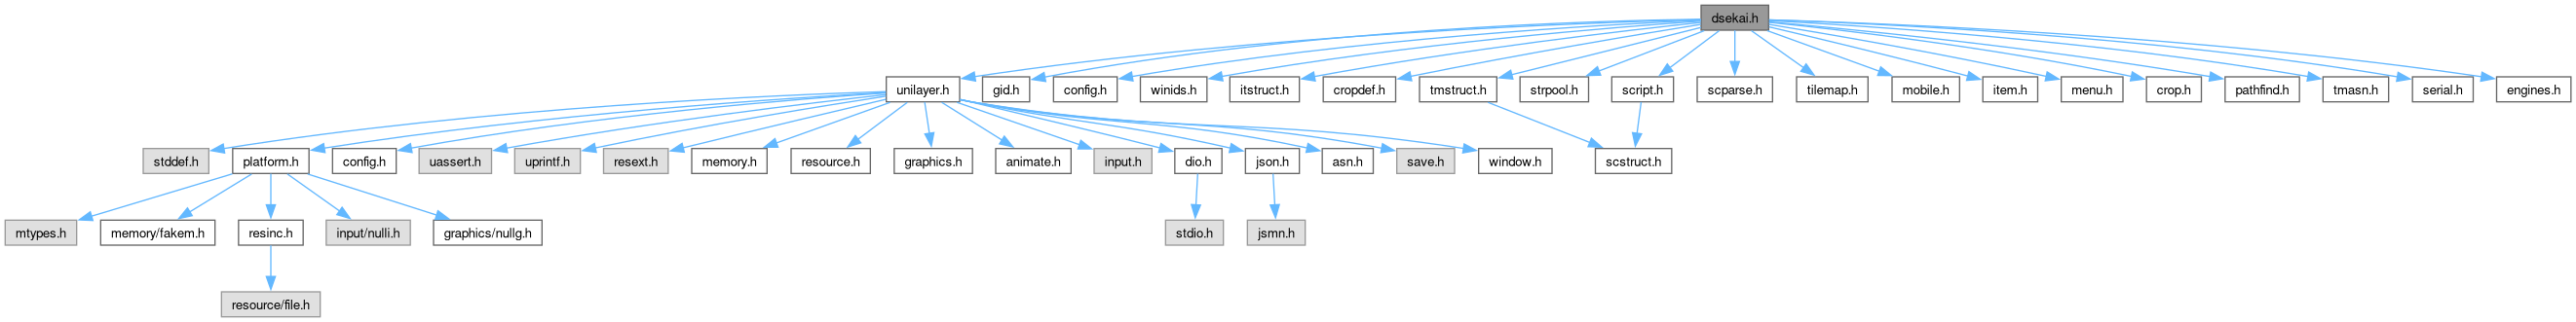 dsekai.h
unilayer.h
gid.h
config.h
winids.h
itstruct.h
cropdef.h
tmstruct.h
strpool.h
script.h
scparse.h
tilemap.h
mobile.h
item.h
menu.h
crop.h
pathfind.h
tmasn.h
serial.h
engines.h
stddef.h
platform.h
config.h
uassert.h
uprintf.h
resext.h
memory.h
resource.h
graphics.h
animate.h
input.h
dio.h
json.h
asn.h
save.h
window.h
scstruct.h
mtypes.h
memory/fakem.h
resinc.h
input/nulli.h
graphics/nullg.h
stdio.h
jsmn.h
resource/file.h